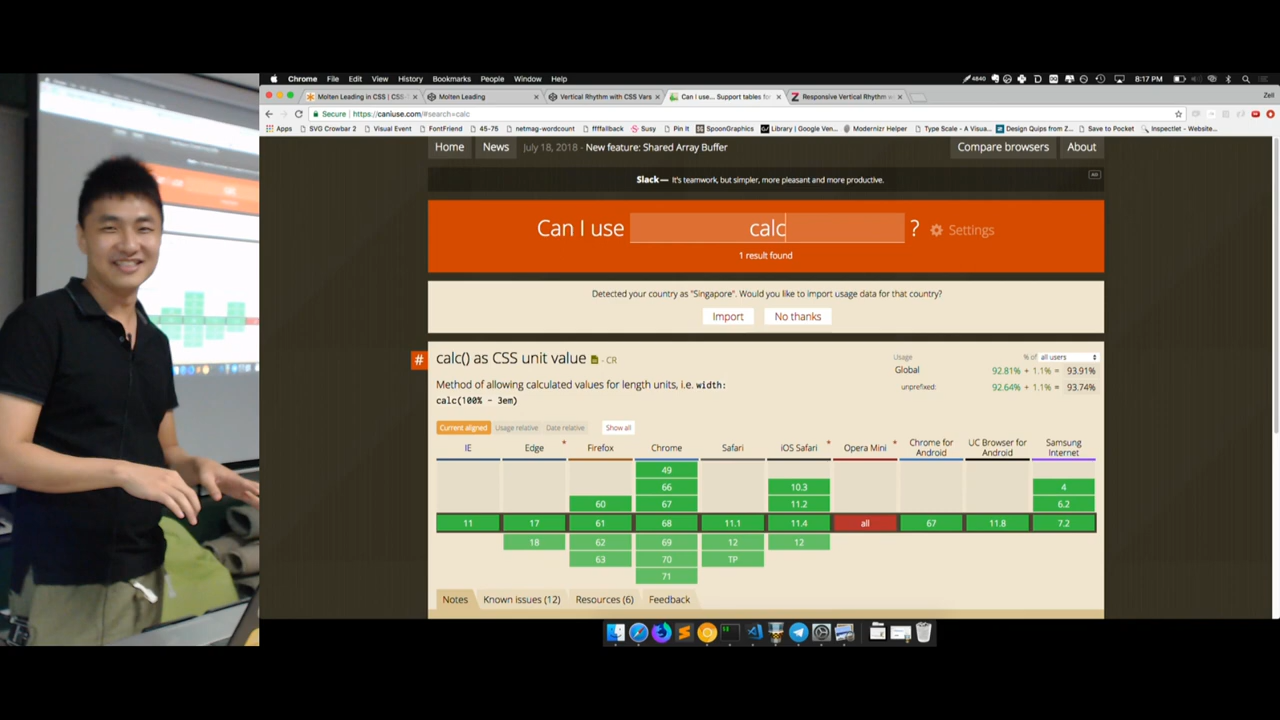 Chrome File Edit View History Bookmarks People Window Help 4840 8:17 PM
Molten Leading in CSS | CSS Molten Leading Vertical Rhythm with CSS Vars Can I use... Support tables fo Responsive Vertical Rhythm w Zell
Secure https://caniuse.com/#search=calc
Apps SVG Crowbar 2 Visual Event FontFriend 45-75 netmag-wordcount ffffallback Susy Pin It SpoonGraphics Library | Google Ven... Modernizr Helper Type Scale - A Visua... Design Quips from Z... Save to Pocket Inspectlet - Website...
Home News July 18, 2018 - New feature: Shared Array Buffer Compare browsers About
Slack— It's teamwork, but simpler, more pleasant and more productive.
Can I use calc ? Settings
1 result found
Detected your country as "Singapore". Would you like to import usage data for that country?
Import No thanks
# calc() as CSS unit value - CR
Usage % of all users
Global 92.81% + 1.1% = 93.91%
unprefixed: 92.64% + 1.1% = 93.74%
Method of allowing calculated values for length units, i.e. width:
calc(100% - 3em)
Current aligned Usage relative Date relative Show all
IE Edge * Firefox Chrome Safari iOS Safari * Opera Mini * Chrome for Android UC Browser for Android Samsung Internet
49
66 10.3 4
60 67 11.2 6.2
11 17 61 68 11.1 11.4 all 67 11.8 7.2
18 62 69 12 12
63 70 TP
71
Notes Known issues (12) Resources (6) Feedback